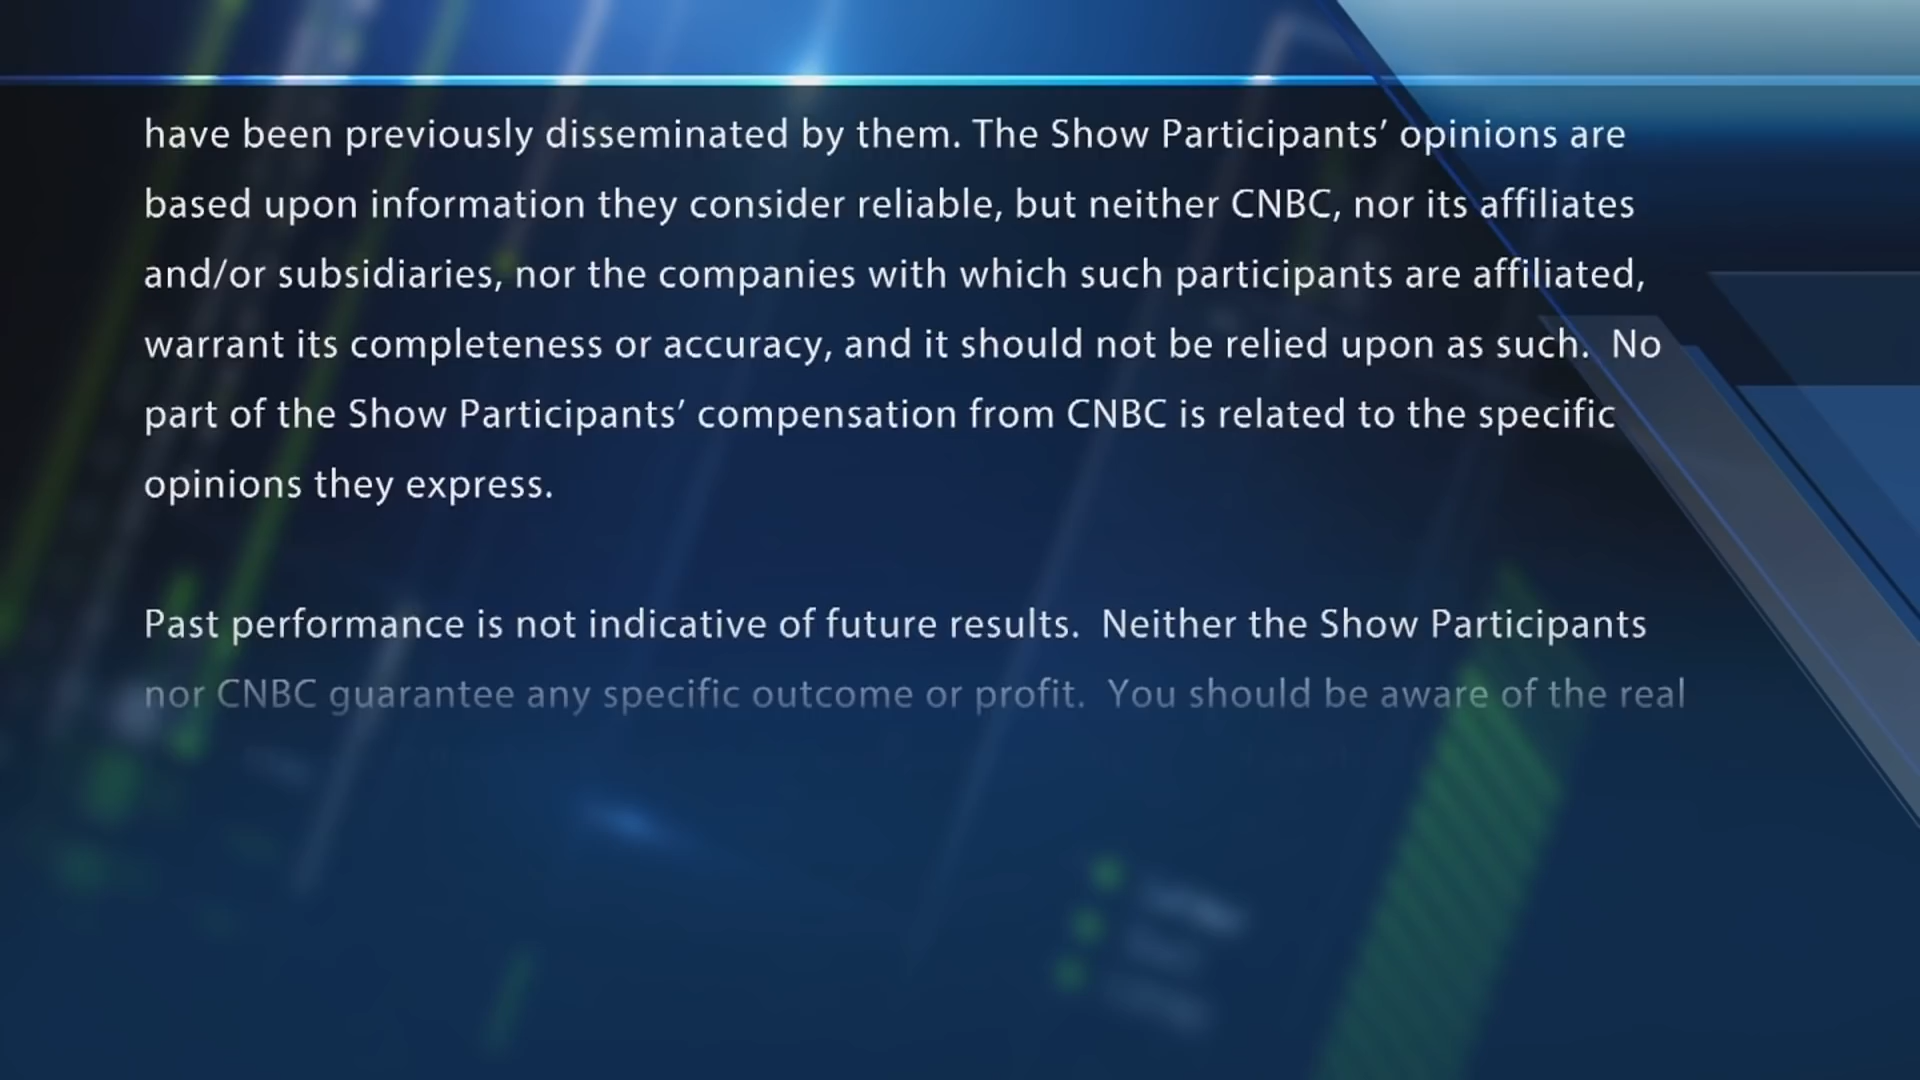 have been previously disseminated by them. The Show Participants’ opinions are
based upon information they consider reliable, but neither CNBC, nor its affiliates
and/or subsidiaries, nor the companies with which such participants are affiliated,
warrant its completeness or accuracy, and it should not be relied upon as such.  No
part of the Show Participants’ compensation from CNBC is related to the specific
opinions they express.
Past performance is not indicative of future results.  Neither the Show Participants
nor CNBC guarantee any specific outcome or profit.  You should be aware of the real